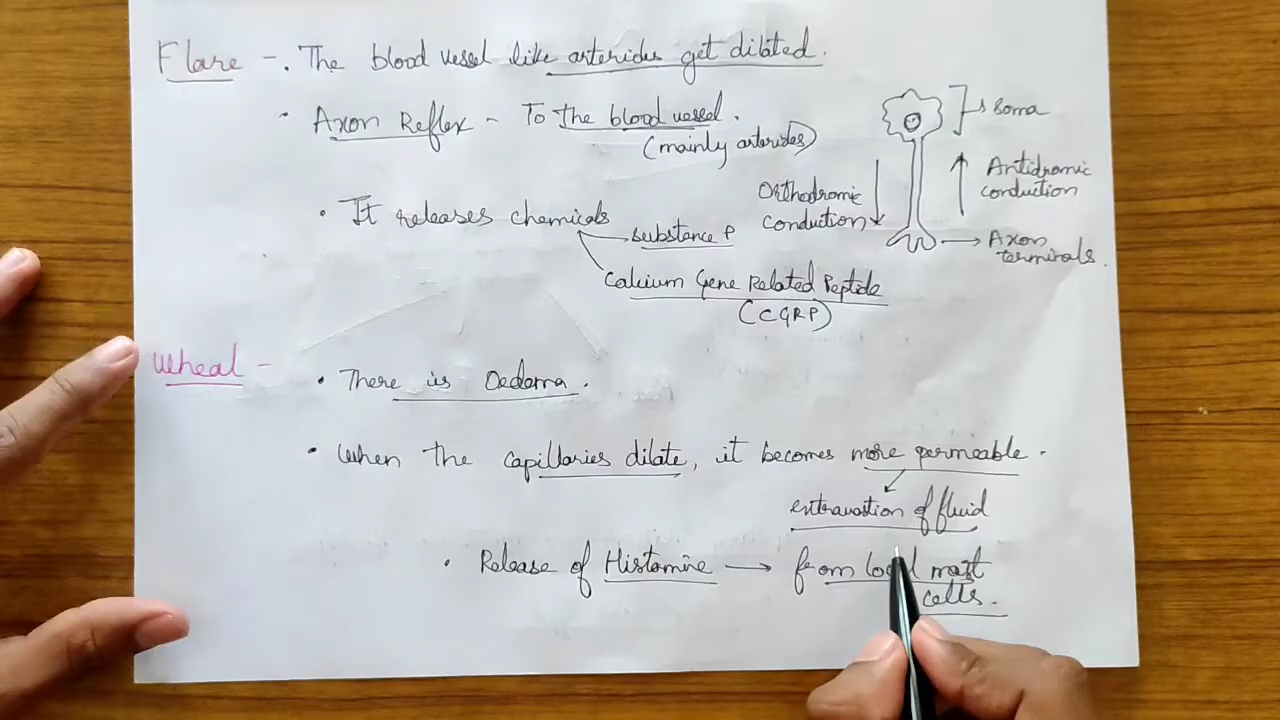 Flare - . The blood vessel like arterioles get dilated.
• Axon Reflex - To the blood vessel.
(mainly arterioles)
• It releases chemicals
substance P
Calcium Gene Related Peptide
(CGRP)
Soma
Antidromic
conduction
Orthodromic
conduction
Axon
terminals.
Wheal -
• There is Oedema.
• When the capillaries dilate, it becomes more permeable.
extravastion of fluid
• Release of Histamine → from local mast
cells.